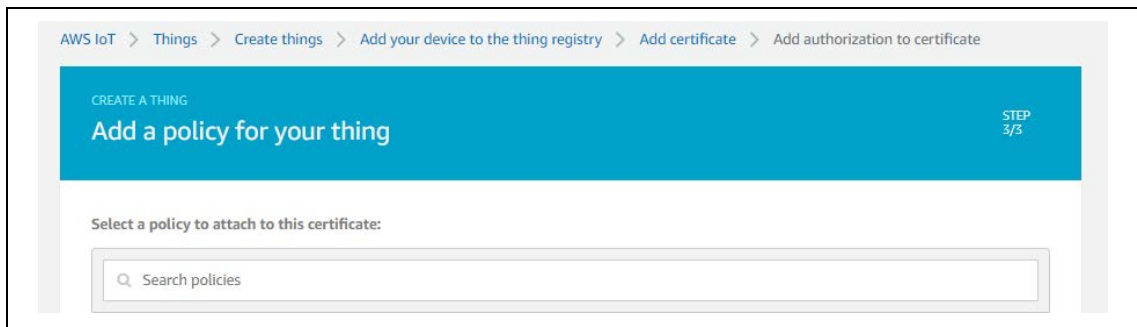 AWS IoT > Things > Create things > Add your device to the thing registry > Add certificate > Add authorization to certificate
CREATE A THING
Add a policy for your thing
STEP
3/3
Select a policy to attach to this certificate:
Search policies